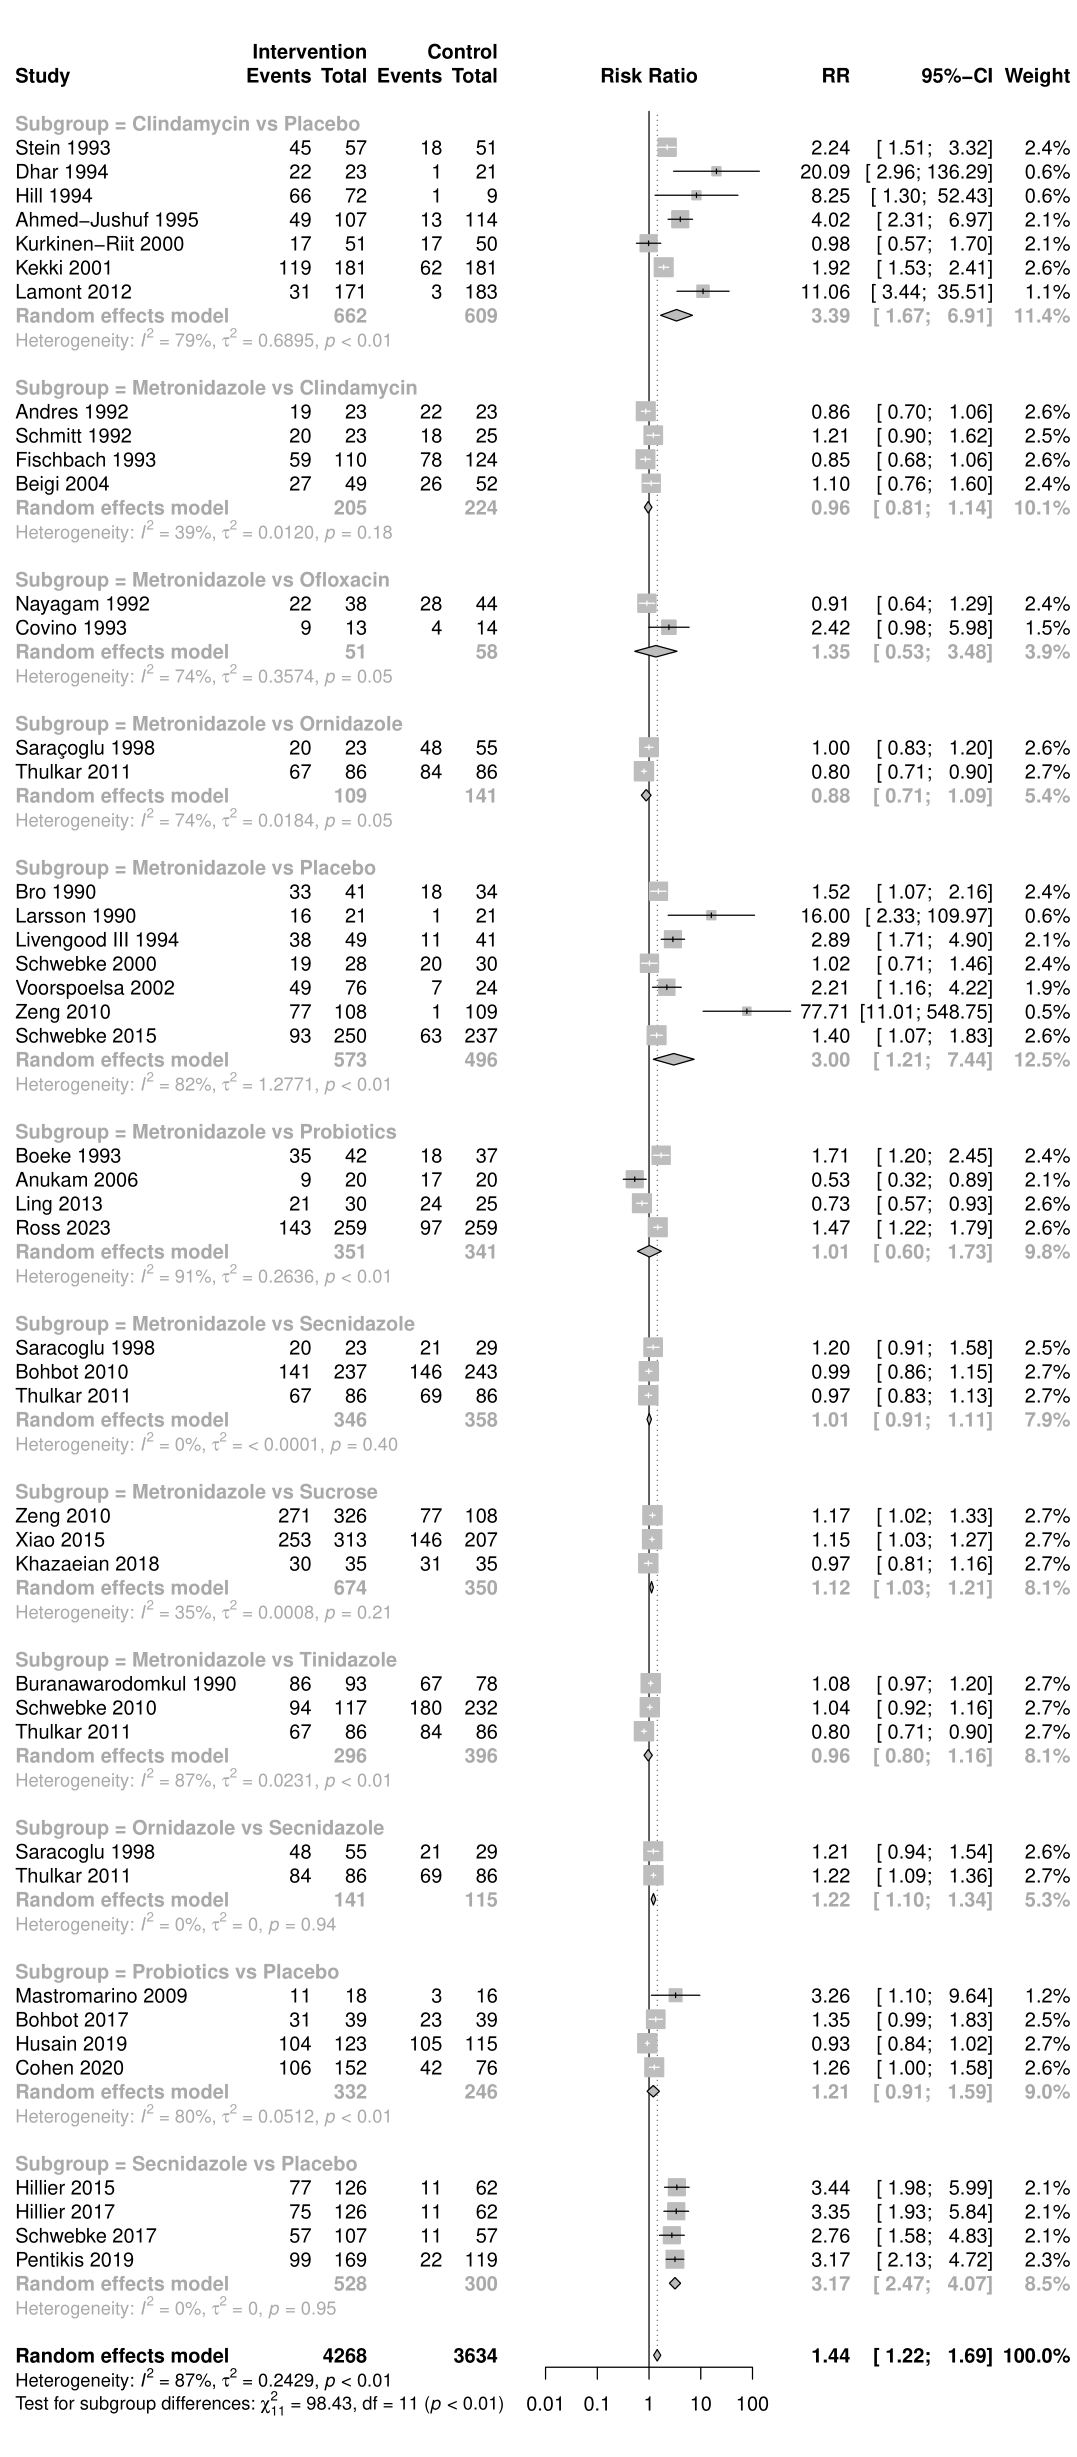 Intervention Control
Study Events Total Events Total Risk Ratio RR 95%−CI Weight
Subgroup = Clindamycin vs Placebo
Stein 1993 45 57 18 51 2.24 [ 1.51; 3.32] 2.4%
Dhar 1994 22 23 1 21 20.09 [ 2.96; 136.29] 0.6%
Hill 1994 66 72 1 9 8.25 [ 1.30; 52.43] 0.6%
Ahmed−Jushuf 1995 49 107 13 114 4.02 [ 2.31; 6.97] 2.1%
Kurkinen−Riit 2000 17 51 17 50 0.98 [ 0.57; 1.70] 2.1%
Kekki 2001 119 181 62 181 1.92 [ 1.53; 2.41] 2.6%
Lamont 2012 31 171 3 183 11.06 [ 3.44; 35.51] 1.1%
Random effects model 662 609 3.39 [ 1.67; 6.91] 11.4%
Heterogeneity: I² = 79%, τ² = 0.6895, p < 0.01
Subgroup = Metronidazole vs Clindamycin
Andres 1992 19 23 22 23 0.86 [ 0.70; 1.06] 2.6%
Schmitt 1992 20 23 18 25 1.21 [ 0.90; 1.62] 2.5%
Fischbach 1993 59 110 78 124 0.85 [ 0.68; 1.06] 2.6%
Beigi 2004 27 49 26 52 1.10 [ 0.76; 1.60] 2.4%
Random effects model 205 224 0.96 [ 0.81; 1.14] 10.1%
Heterogeneity: I² = 39%, τ² = 0.0120, p = 0.18
Subgroup = Metronidazole vs Ofloxacin
Nayagam 1992 22 38 28 44 0.91 [ 0.64; 1.29] 2.4%
Covino 1993 9 13 4 14 2.42 [ 0.98; 5.98] 1.5%
Random effects model 51 58 1.35 [ 0.53; 3.48] 3.9%
Heterogeneity: I² = 74%, τ² = 0.3574, p = 0.05
Subgroup = Metronidazole vs Ornidazole
Saraçoglu 1998 20 23 48 55 1.00 [ 0.83; 1.20] 2.6%
Thulkar 2011 67 86 84 86 0.80 [ 0.71; 0.90] 2.7%
Random effects model 109 141 0.88 [ 0.71; 1.09] 5.4%
Heterogeneity: I² = 74%, τ² = 0.0184, p = 0.05
Subgroup = Metronidazole vs Placebo
Bro 1990 33 41 18 34 1.52 [ 1.07; 2.16] 2.4%
Larsson 1990 16 21 1 21 16.00 [ 2.33; 109.97] 0.6%
Livengood III 1994 38 49 11 41 2.89 [ 1.71; 4.90] 2.1%
Schwebke 2000 19 28 20 30 1.02 [ 0.71; 1.46] 2.4%
Voorspoelsa 2002 49 76 7 24 2.21 [ 1.16; 4.22] 1.9%
Zeng 2010 77 108 1 109 77.71 [11.01; 548.75] 0.5%
Schwebke 2015 93 250 63 237 1.40 [ 1.07; 1.83] 2.6%
Random effects model 573 496 3.00 [ 1.21; 7.44] 12.5%
Heterogeneity: I² = 82%, τ² = 1.2771, p < 0.01
Subgroup = Metronidazole vs Probiotics
Boeke 1993 35 42 18 37 1.71 [ 1.20; 2.45] 2.4%
Anukam 2006 9 20 17 20 0.53 [ 0.32; 0.89] 2.1%
Ling 2013 21 30 24 25 0.73 [ 0.57; 0.93] 2.6%
Ross 2023 143 259 97 259 1.47 [ 1.22; 1.79] 2.6%
Random effects model 351 341 1.01 [ 0.60; 1.73] 9.8%
Heterogeneity: I² = 91%, τ² = 0.2636, p < 0.01
Subgroup = Metronidazole vs Secnidazole
Saracoglu 1998 20 23 21 29 1.20 [ 0.91; 1.58] 2.5%
Bohbot 2010 141 237 146 243 0.99 [ 0.86; 1.15] 2.7%
Thulkar 2011 67 86 69 86 0.97 [ 0.83; 1.13] 2.7%
Random effects model 346 358 1.01 [ 0.91; 1.11] 7.9%
Heterogeneity: I² = 0%, τ² = < 0.0001, p = 0.40
Subgroup = Metronidazole vs Sucrose
Zeng 2010 271 326 77 108 1.17 [ 1.02; 1.33] 2.7%
Xiao 2015 253 313 146 207 1.15 [ 1.03; 1.27] 2.7%
Khazaeian 2018 30 35 31 35 0.97 [ 0.81; 1.16] 2.7%
Random effects model 674 350 1.12 [ 1.03; 1.21] 8.1%
Heterogeneity: I² = 35%, τ² = 0.0008, p = 0.21
Subgroup = Metronidazole vs Tinidazole
Buranawarodomkul 1990 86 93 67 78 1.08 [ 0.97; 1.20] 2.7%
Schwebke 2010 94 117 180 232 1.04 [ 0.92; 1.16] 2.7%
Thulkar 2011 67 86 84 86 0.80 [ 0.71; 0.90] 2.7%
Random effects model 296 396 0.96 [ 0.80; 1.16] 8.1%
Heterogeneity: I² = 87%, τ² = 0.0231, p < 0.01
Subgroup = Ornidazole vs Secnidazole
Saracoglu 1998 48 55 21 29 1.21 [ 0.94; 1.54] 2.6%
Thulkar 2011 84 86 69 86 1.22 [ 1.09; 1.36] 2.7%
Random effects model 141 115 1.22 [ 1.10; 1.34] 5.3%
Heterogeneity: I² = 0%, τ² = 0, p = 0.94
Subgroup = Probiotics vs Placebo
Mastromarino 2009 11 18 3 16 3.26 [ 1.10; 9.64] 1.2%
Bohbot 2017 31 39 23 39 1.35 [ 0.99; 1.83] 2.5%
Husain 2019 104 123 105 115 0.93 [ 0.84; 1.02] 2.7%
Cohen 2020 106 152 42 76 1.26 [ 1.00; 1.58] 2.6%
Random effects model 332 246 1.21 [ 0.91; 1.59] 9.0%
Heterogeneity: I² = 80%, τ² = 0.0512, p < 0.01
Subgroup = Secnidazole vs Placebo
Hillier 2015 77 126 11 62 3.44 [ 1.98; 5.99] 2.1%
Hillier 2017 75 126 11 62 3.35 [ 1.93; 5.84] 2.1%
Schwebke 2017 57 107 11 57 2.76 [ 1.58; 4.83] 2.1%
Pentikis 2019 99 169 22 119 3.17 [ 2.13; 4.72] 2.3%
Random effects model 528 300 3.17 [ 2.47; 4.07] 8.5%
Heterogeneity: I² = 0%, τ² = 0, p = 0.95
Random effects model 4268 3634 1.44 [ 1.22; 1.69] 100.0%
Heterogeneity: I² = 87%, τ² = 0.2429, p < 0.01
Test for subgroup differences: χ²₁₁ = 98.43, df = 11 (p < 0.01) 0.01 0.1 1 10 100